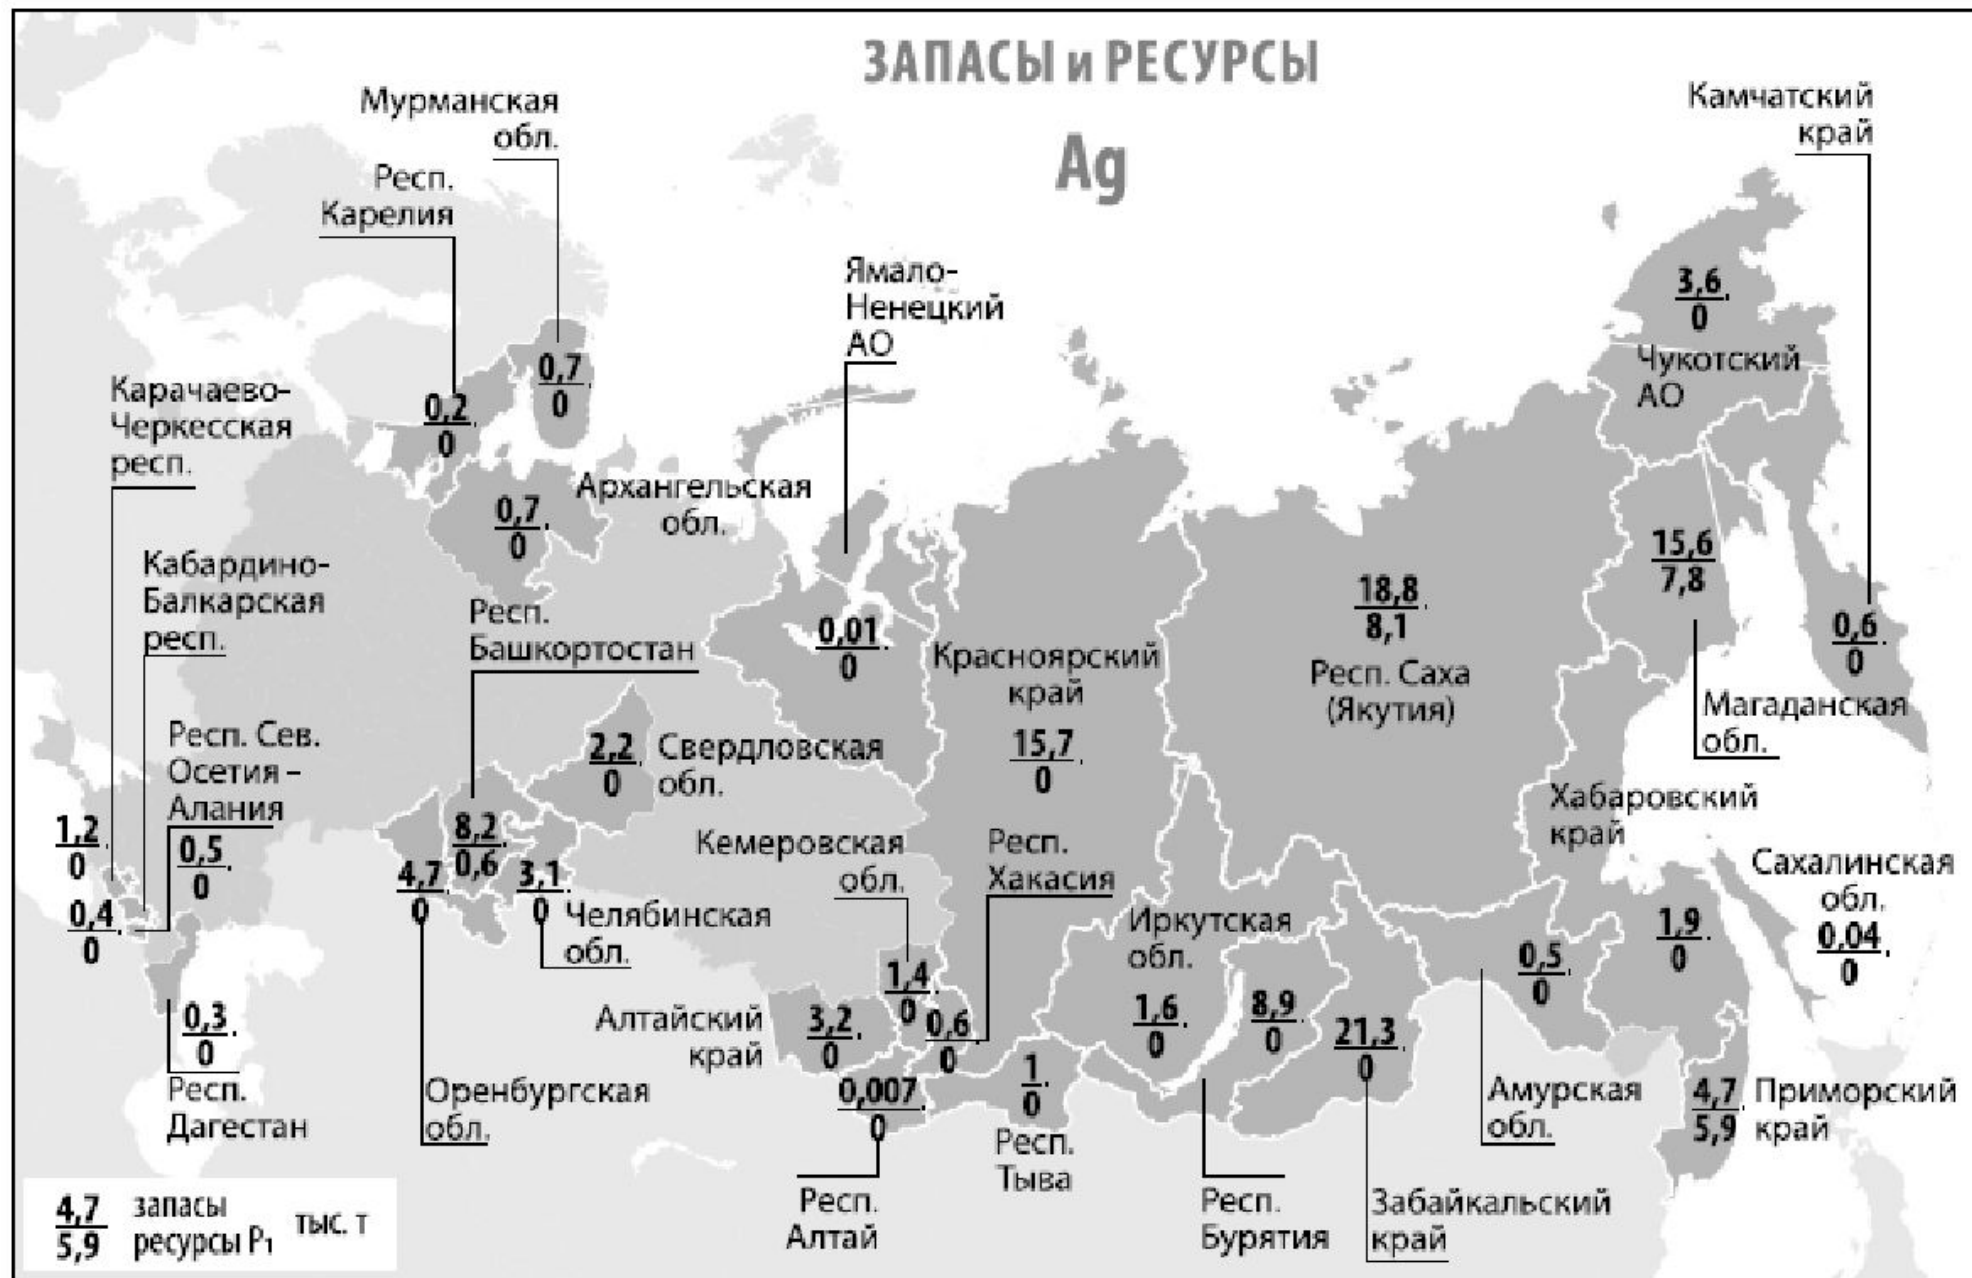 ЗАПАСЫ и РЕСУРСЫ
Ag
Мурманская
обл.
0,7
0
Респ.
Карелия
0,2
0
Камчатский
край
0,6
0
Ямало-
Ненецкий
АО
0,01
0
3,6
0
Чукотский
АО
Карачаево-
Черкесская
респ.
1,2
0
Архангельская
обл.
0,7
0
Кабардино-
Балкарская
респ.
0,4
0
Респ. Сев.
Осетия –
Алания
0,5
0
Респ.
Башкортостан
8,2
0,6
Красноярский
край
15,7
0
18,8
8,1
Респ. Саха
(Якутия)
15,6
7,8
Магаданская
обл.
2,2
0
Свердловская
обл.
Хабаровский
край
1,9
0
Кемеровская
обл.
1,4
0
Респ.
Хакасия
0,6
0
Сахалинская
обл.
0,04
0
4,7
0
Оренбургская
обл.
3,1
0
Челябинская
обл.
Иркутская
обл.
1,6
0
8,9
0
Респ.
Бурятия
21,3
0
Забайкальский
край
0,5
0
Амурская
обл.
Алтайский
край
3,2
0
0,007
0
Респ.
Алтай
1
0
Респ.
Тыва
0,3
0
Респ.
Дагестан
4,7
5,9
Приморский
край
4,7
5,9
запасы
ресурсы P₁
тыс. т